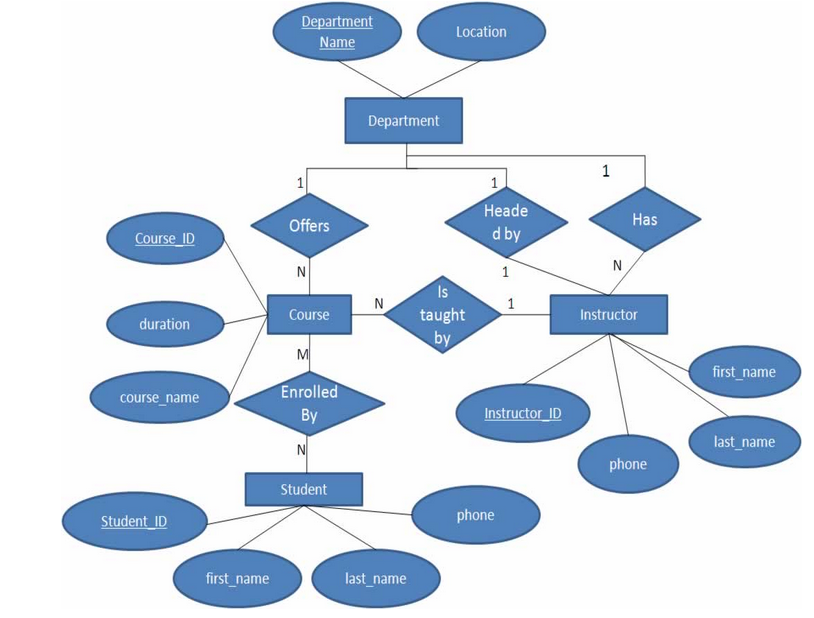 Department
Name
Location
Department
1
1
1
Offers
Heade
d by
Has
Course_ID
N
1
N
duration
Course
N
Is
taught
by
1
Instructor
M
course_name
Enrolled
By
first_name
Instructor_ID
last_name
N
phone
Student
Student_ID
phone
first_name
last_name